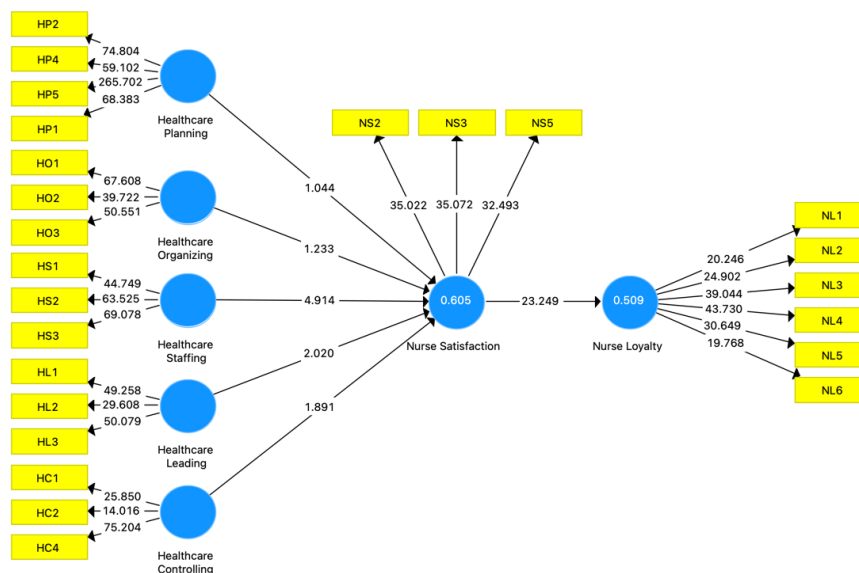 HP2
HP4
HP5
HP1
74.804
59.102
265.702
68.383
Healthcare
Planning
HO1
HO2
HO3
67.608
39.722
50.551
Healthcare
Organizing
HS1
HS2
HS3
44.749
63.525
69.078
Healthcare
Staffing
HL1
HL2
HL3
49.258
29.608
50.079
Healthcare
Leading
HC1
HC2
HC4
25.850
14.016
75.204
Healthcare
Controlling
1.044
1.233
4.914
2.020
1.891
NS2
NS3
NS5
35.022
35.072
32.493
0.605
Nurse Satisfaction
23.249
0.509
Nurse Loyalty
20.246
24.902
39.044
43.730
30.649
19.768
NL1
NL2
NL3
NL4
NL5
NL6